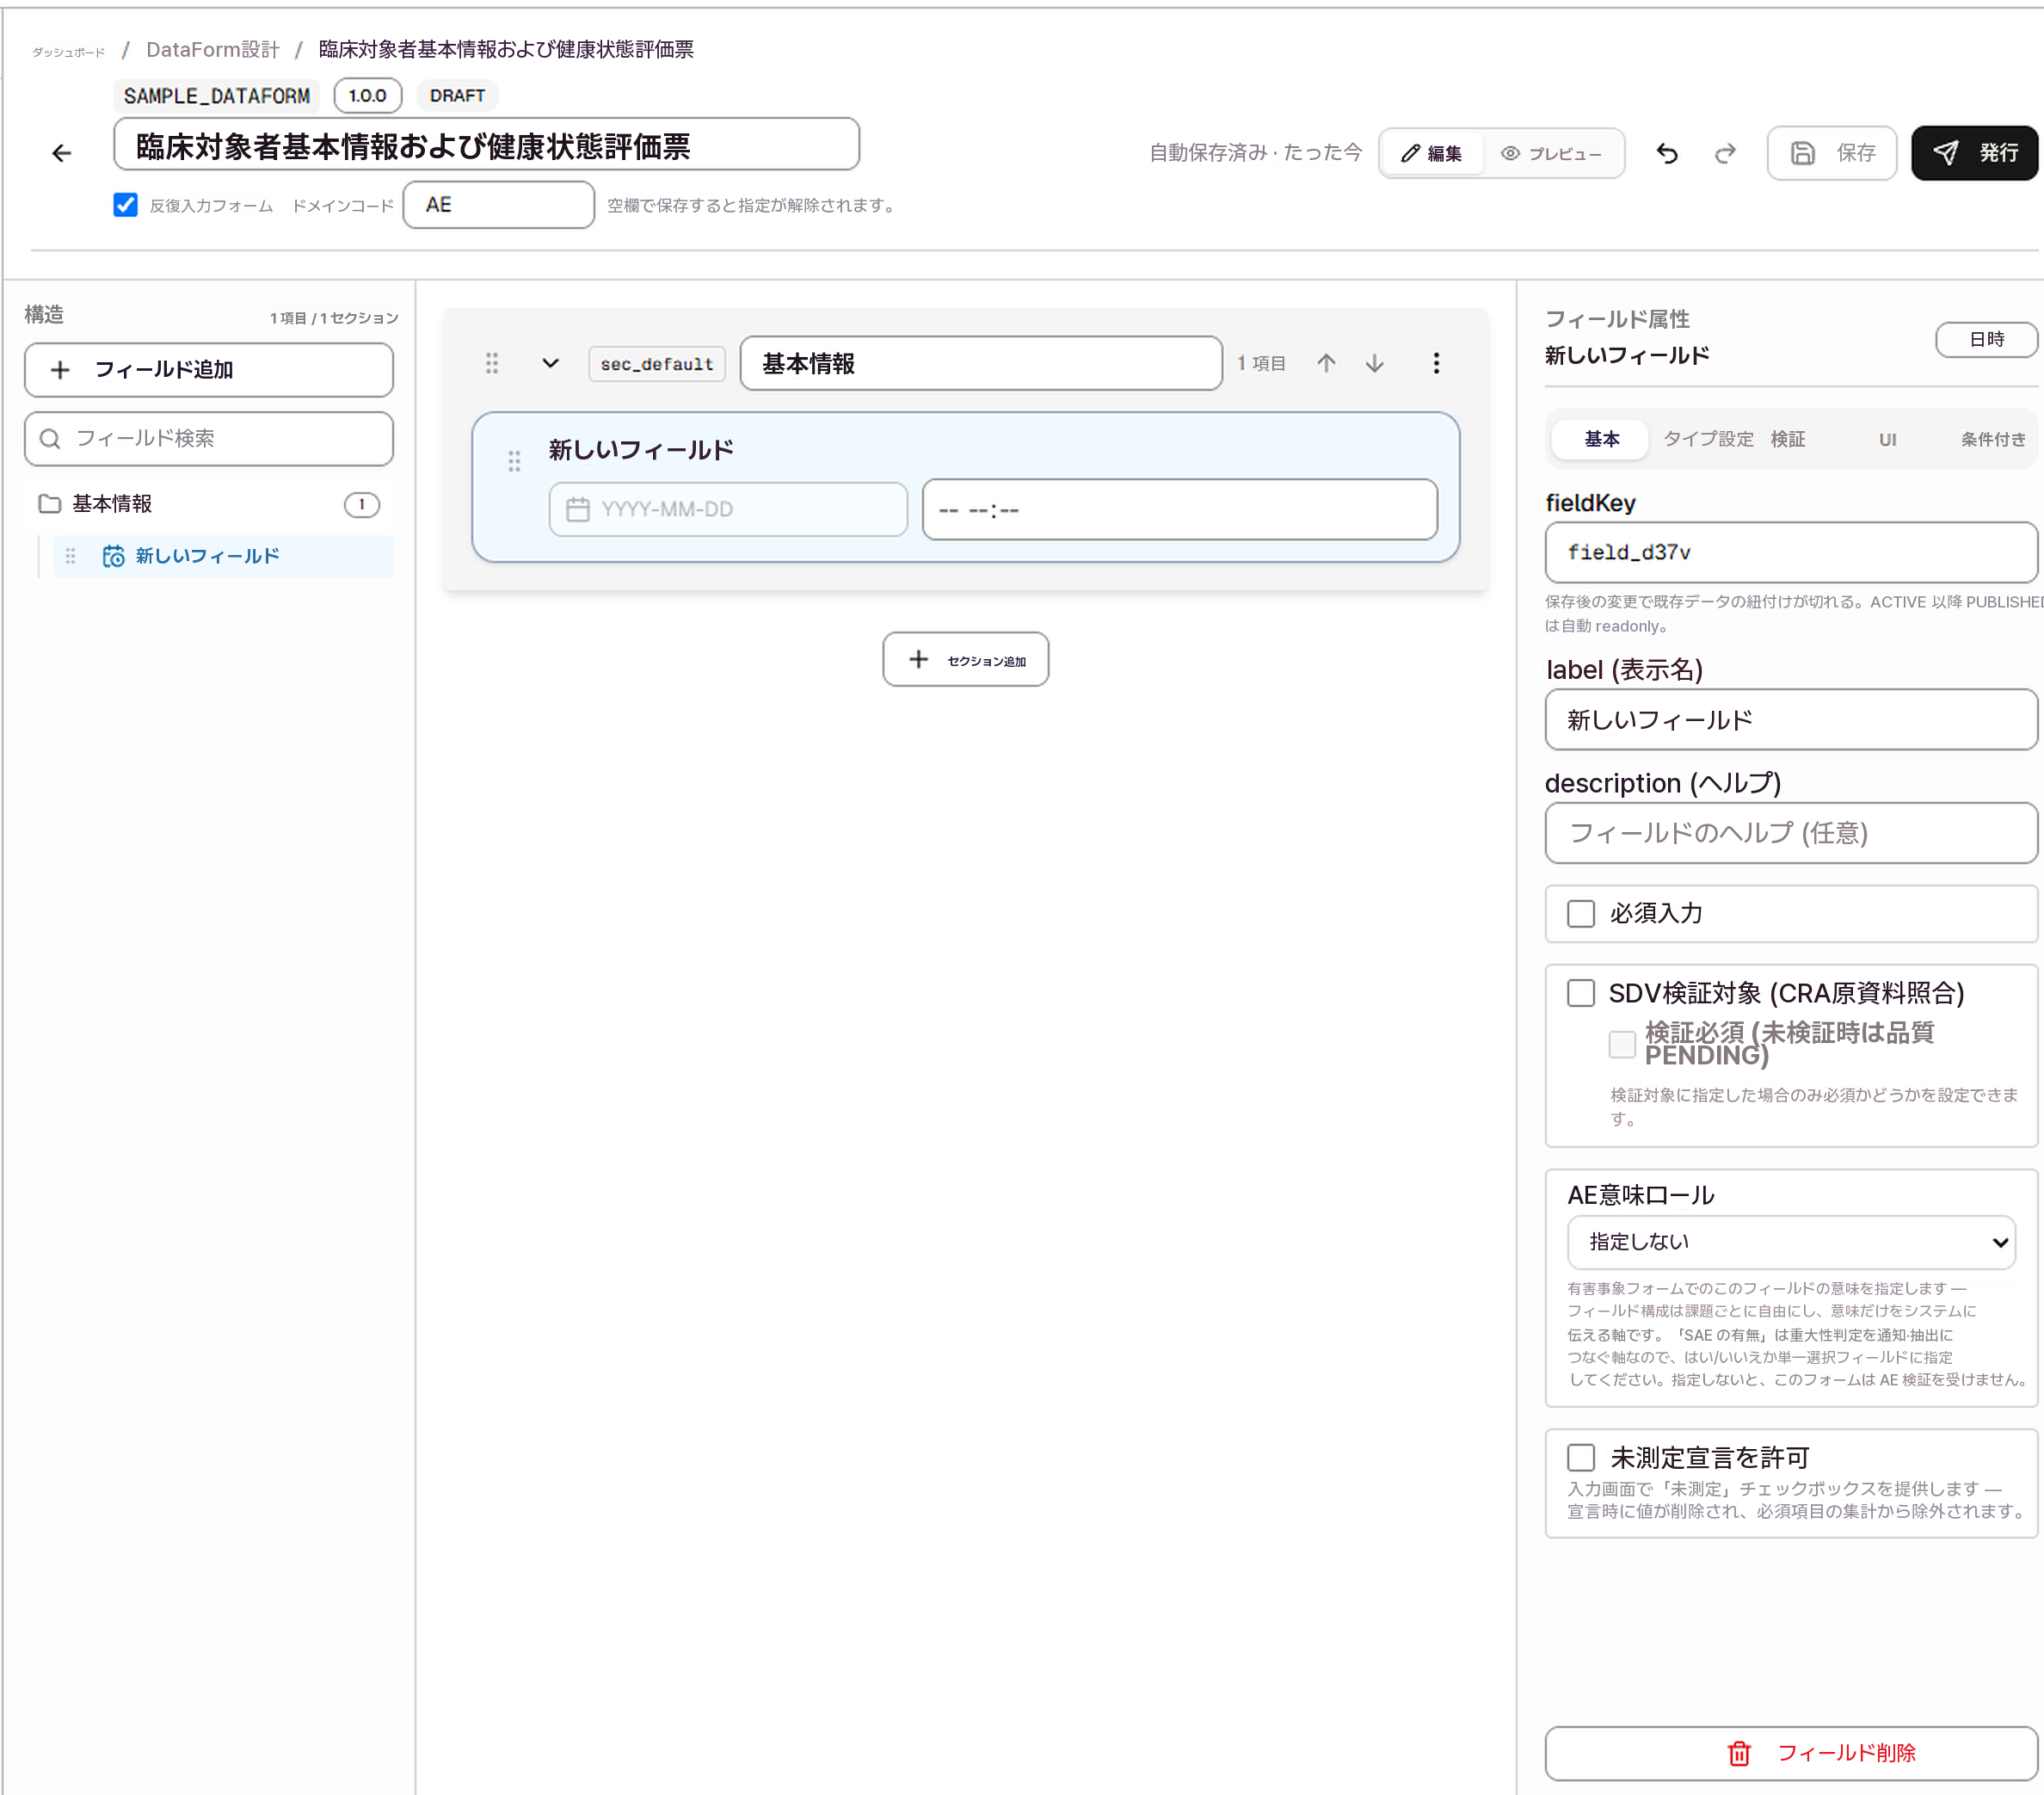 ダッシュボード / DataForm設計 / 臨床対象者基本情報および健康状態評価票
SAMPLE_DATAFORM 1.0.0 DRAFT
臨床対象者基本情報および健康状態評価票
自動保存済み · たった今 編集 プレビュー 保存 発行
反復入力フォーム ドメインコード AE 空欄で保存すると指定が解除されます。
構造 1 項目 / 1 セクション
フィールド追加
フィールド検索
基本情報 1
新しいフィールド
sec_default 基本情報 1 項目
新しいフィールド
YYYY-MM-DD -- --:--
セクション追加
フィールド属性
新しいフィールド
日時
基本 タイプ設定 検証 UI 条件付き
fieldKey
field_d37v
保存後の変更で既存データの紐付けが切れる。ACTIVE 以降 PUBLISHED
は自動 readonly。
label (表示名)
新しいフィールド
description (ヘルプ)
フィールドのヘルプ (任意)
必須入力
SDV検証対象 (CRA原資料照合)
検証必須 (未検証時は品質
PENDING)
検証対象に指定した場合のみ必須かどうかを設定できま
す。
AE意味ロール
指定しない
有害事象フォームでのこのフィールドの意味を指定します —
フィールド構成は課題ごとに自由にし、意味だけをシステムに
伝える軸です。「SAE の有無」は重大性判定を通知·抽出に
つなぐ軸なので、はい/いいえか単一選択フィールドに指定
してください。指定しないと、このフォームは AE 検証を受けません。
未測定宣言を許可
入力画面で「未測定」チェックボックスを提供します —
宣言時に値が削除され、必須項目の集計から除外されます。
フィールド削除